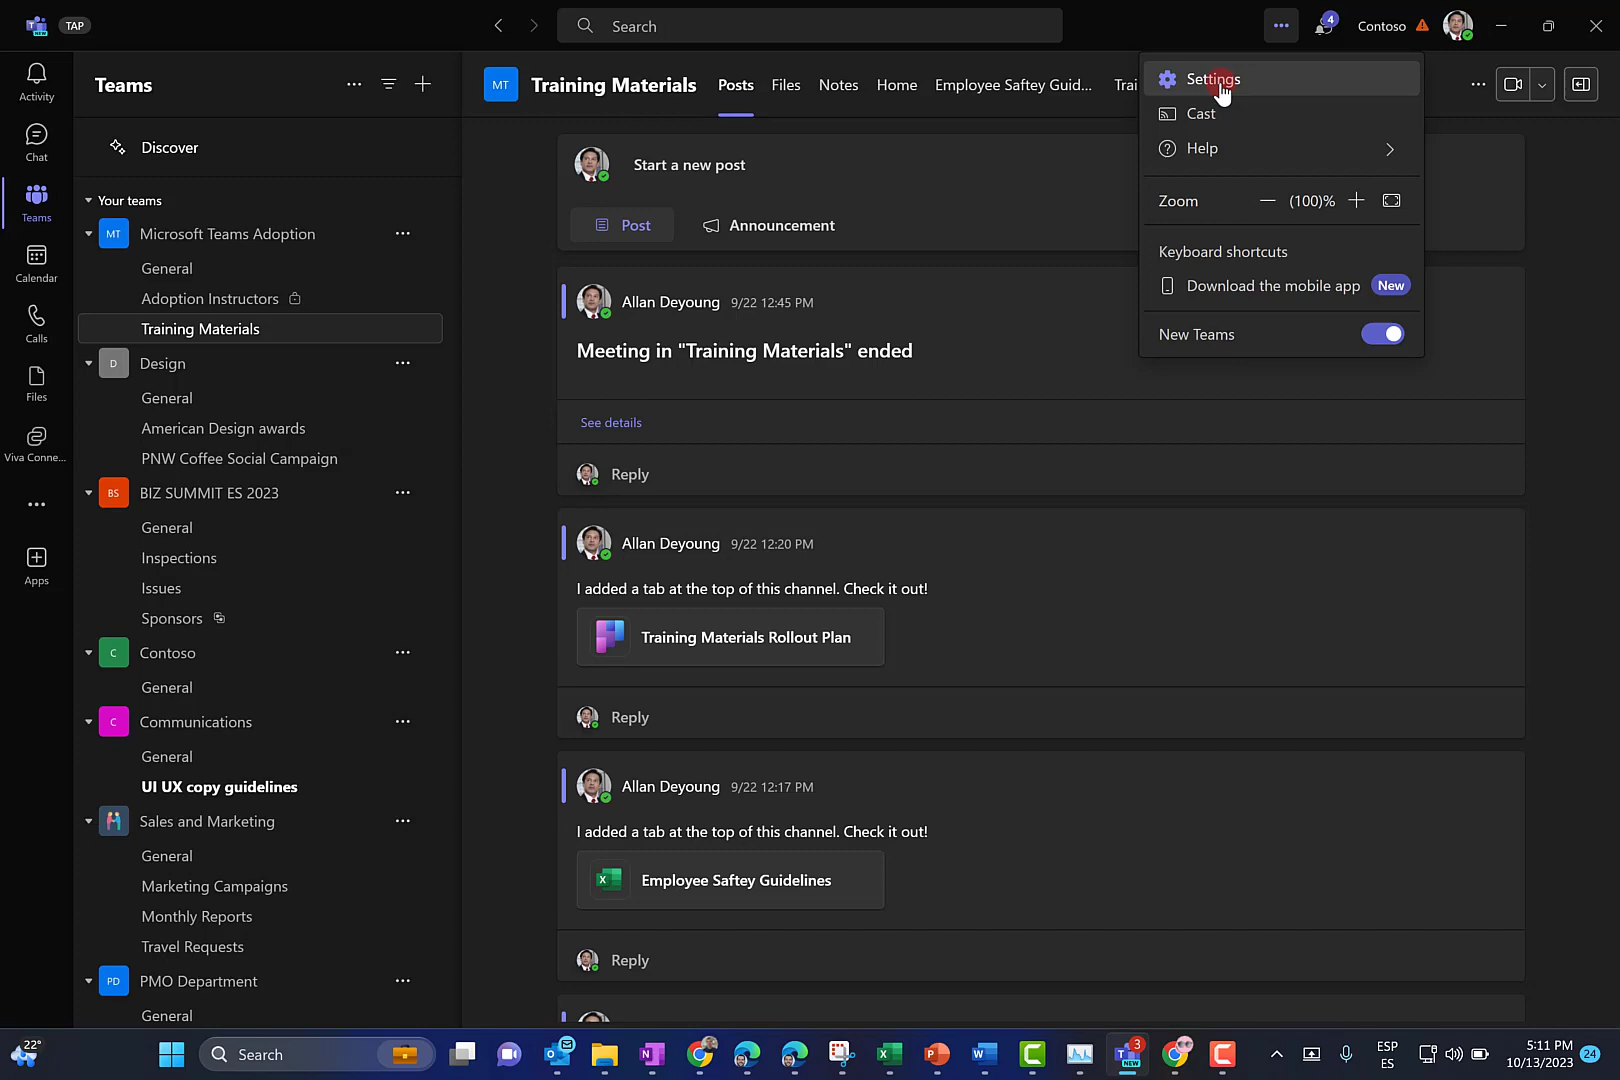 TAP
Search
4
Contoso
Activity
Chat
Teams
Calendar
Calls
Files
Viva Conne...
Apps
Teams
Discover
Your teams
MT Microsoft Teams Adoption
General
Adoption Instructors
Training Materials
D Design
General
American Design awards
PNW Coffee Social Campaign
BS BIZ SUMMIT ES 2023
General
Inspections
Issues
Sponsors
C Contoso
General
C Communications
General
UI UX copy guidelines
Sales and Marketing
General
Marketing Campaigns
Monthly Reports
Travel Requests
PD PMO Department
General
MT Training Materials Posts Files Notes Home Employee Saftey Guid... Trai
Start a new post
Post Announcement
Allan Deyoung 9/22 12:45 PM
Meeting in "Training Materials" ended
See details
Reply
Allan Deyoung 9/22 12:20 PM
I added a tab at the top of this channel. Check it out!
Training Materials Rollout Plan
Reply
Allan Deyoung 9/22 12:17 PM
I added a tab at the top of this channel. Check it out!
Employee Saftey Guidelines
Reply
Settings
Cast
Help
Zoom (100)%
Keyboard shortcuts
Download the mobile app New
New Teams
22°
Search
3
NEW
ESP
ES
5:11 PM
10/13/2023
24